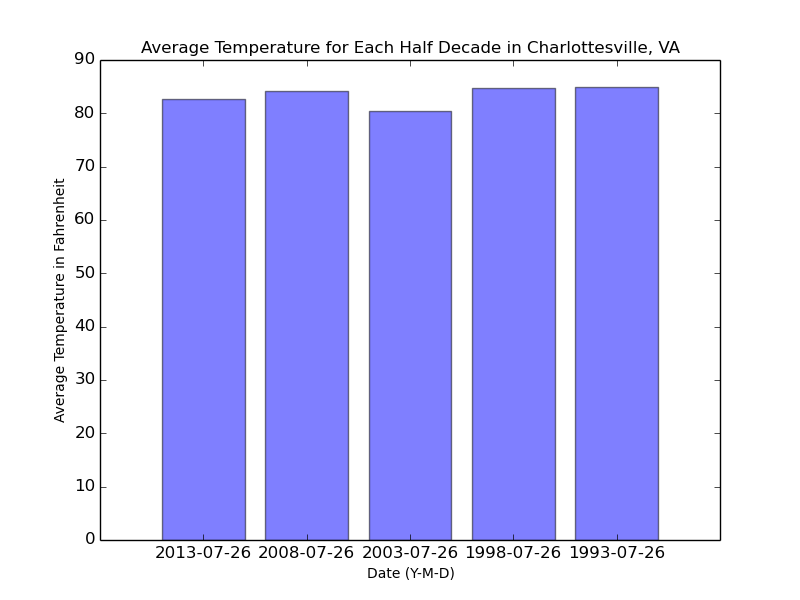 Average Temperature for Each Half Decade in Charlottesville, VA
90
80
70
60
50
40
30
20
10
0
Average Temperature in Fahrenheit
2013-07-26 2008-07-26 2003-07-26 1998-07-26 1993-07-26
Date (Y-M-D)